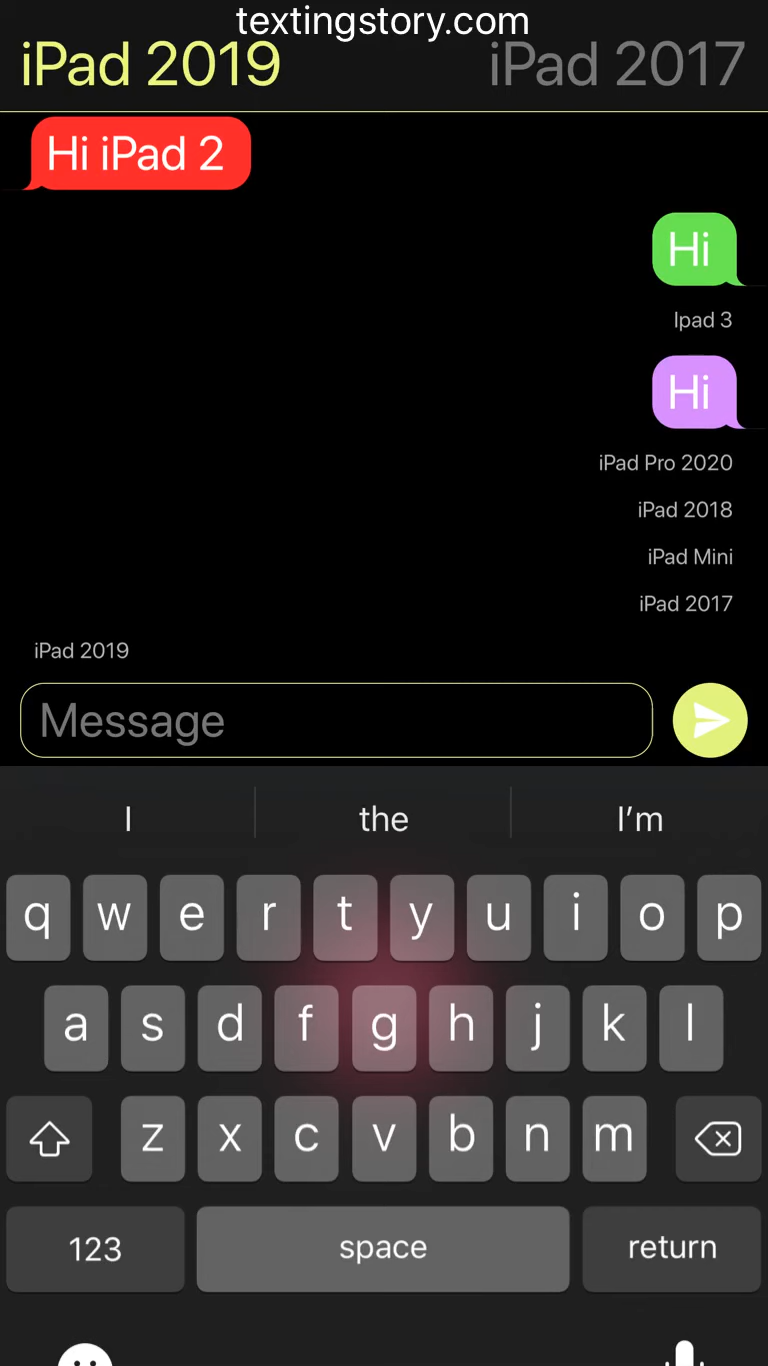 textingstory.com
iPad 2019 iPad 2017
Hi iPad 2
Hi
Ipad 3
Hi
iPad Pro 2020
iPad 2018
iPad Mini
iPad 2017
iPad 2019
Message
I the I’m
q w e r t y u i o p
a s d f g h j k l
z x c v b n m
123 space return